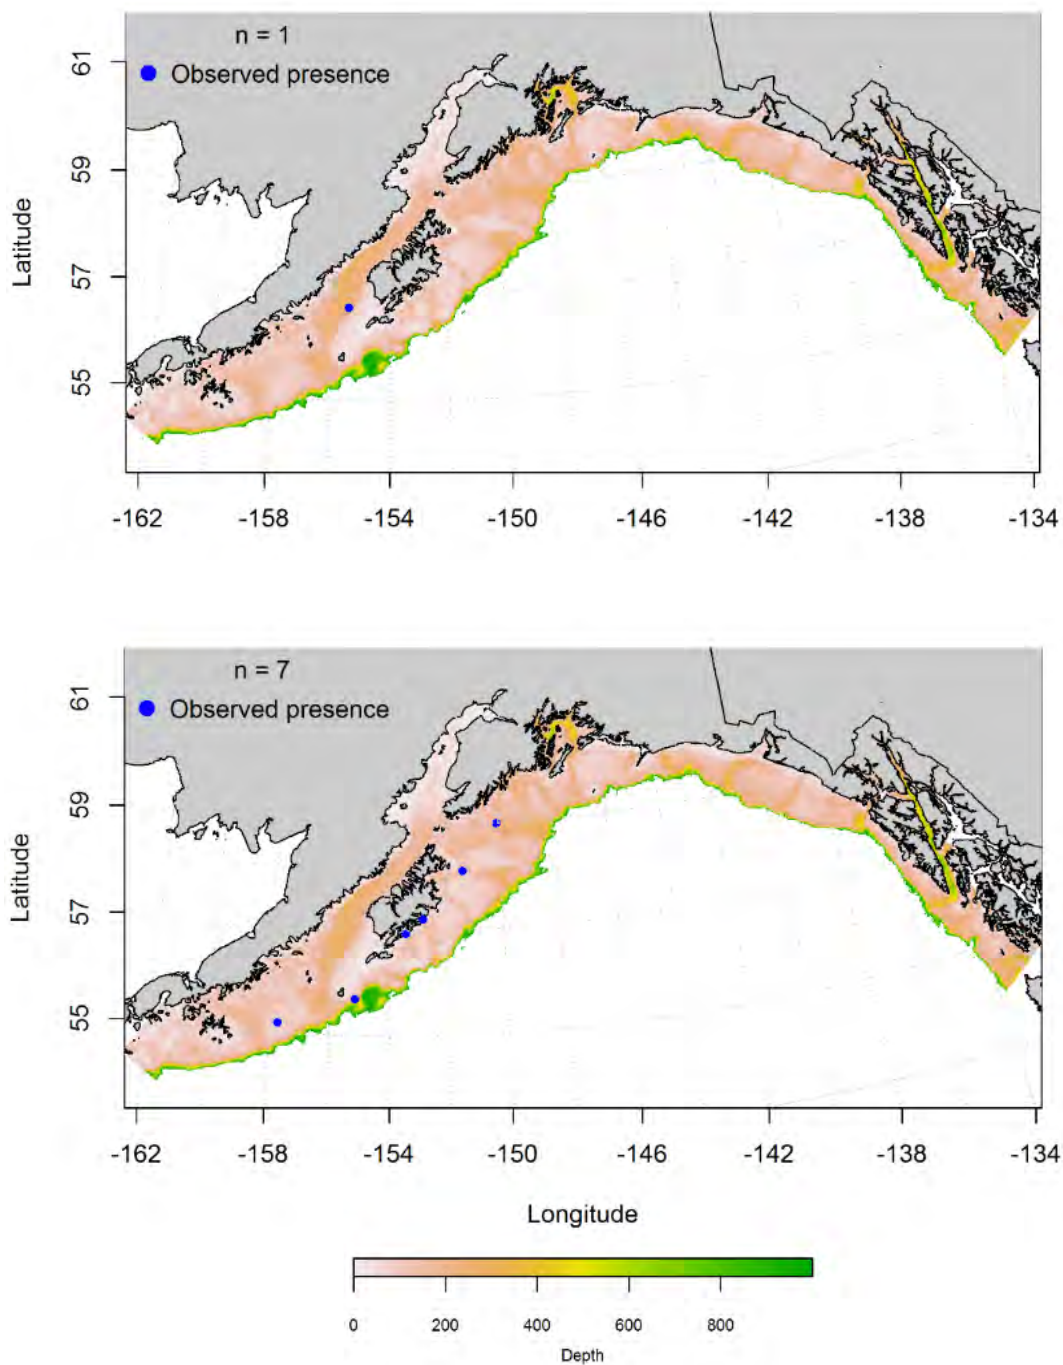 n = 1
Observed presence
61
59
57
55
Latitude
-162 -158 -154 -150 -146 -142 -138 -134
n = 7
Observed presence
61
59
57
55
Latitude
-162 -158 -154 -150 -146 -142 -138 -134
Longitude
0 200 400 600 800
Depth